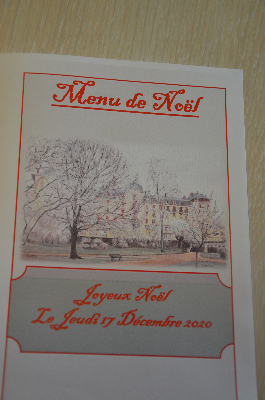 Menu de Noël
Joyeux Noël
Le Jeudi 17 Décembre 2020